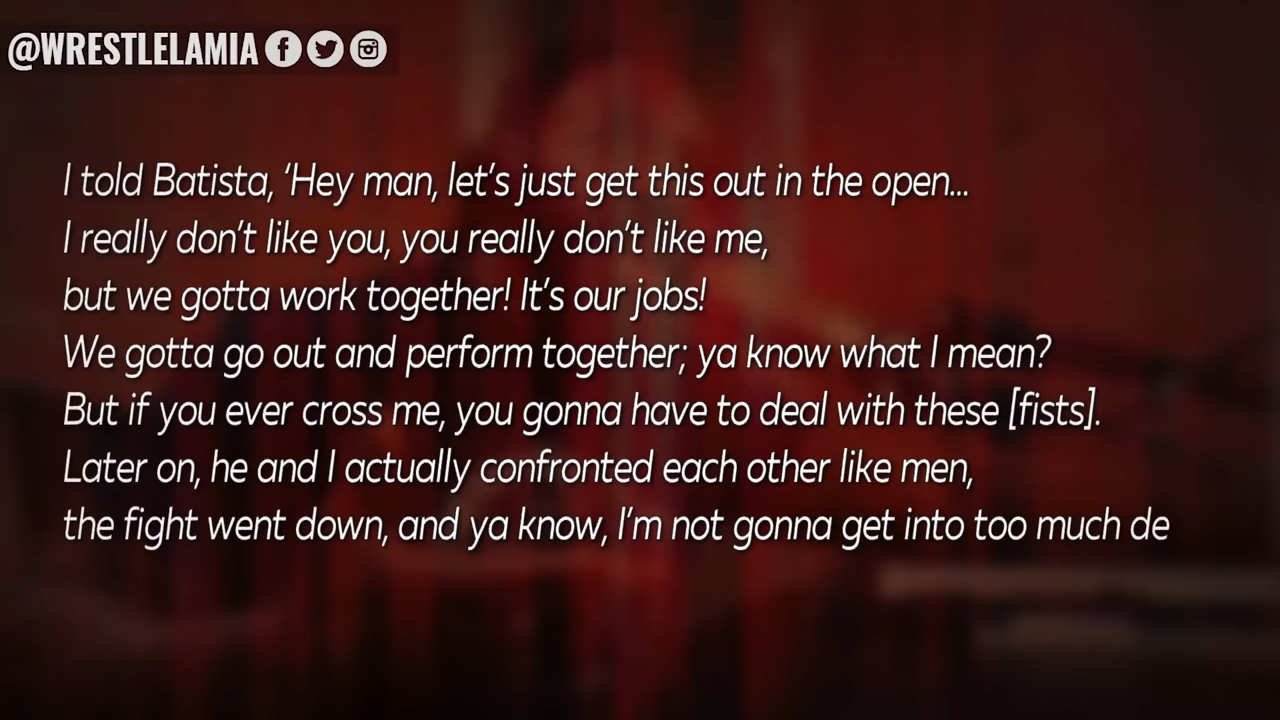 @WRESTLELAMIA
I told Batista, ‘Hey man, let’s just get this out in the open...
I really don’t like you, you really don’t like me,
but we gotta work together! It’s our jobs!
We gotta go out and perform together; ya know what I mean?
But if you ever cross me, you gonna have to deal with these [fists].
Later on, he and I actually confronted each other like men,
the fight went down, and ya know, I’m not gonna get into too much de